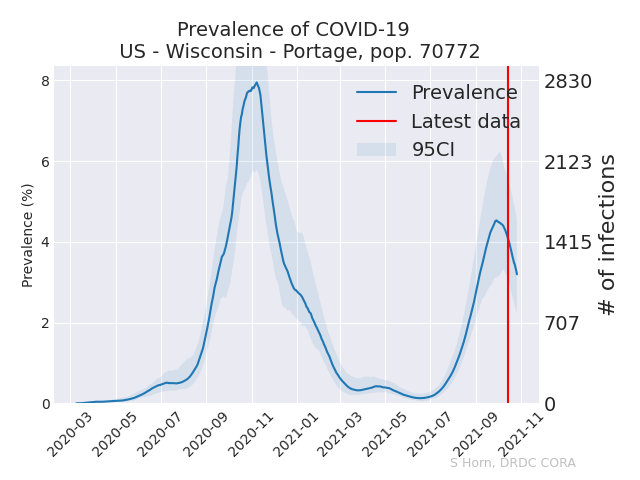 Prevalence of COVID-19
US - Wisconsin - Portage, pop. 70772
Prevalence
Latest data
95CI
Prevalence (%)
8
6
4
2
0
2830
2123
1415
707
0
# of infections
2020-03
2020-05
2020-07
2020-09
2020-11
2021-01
2021-03
2021-05
2021-07
2021-09
2021-11
S Horn, DRDC CORA